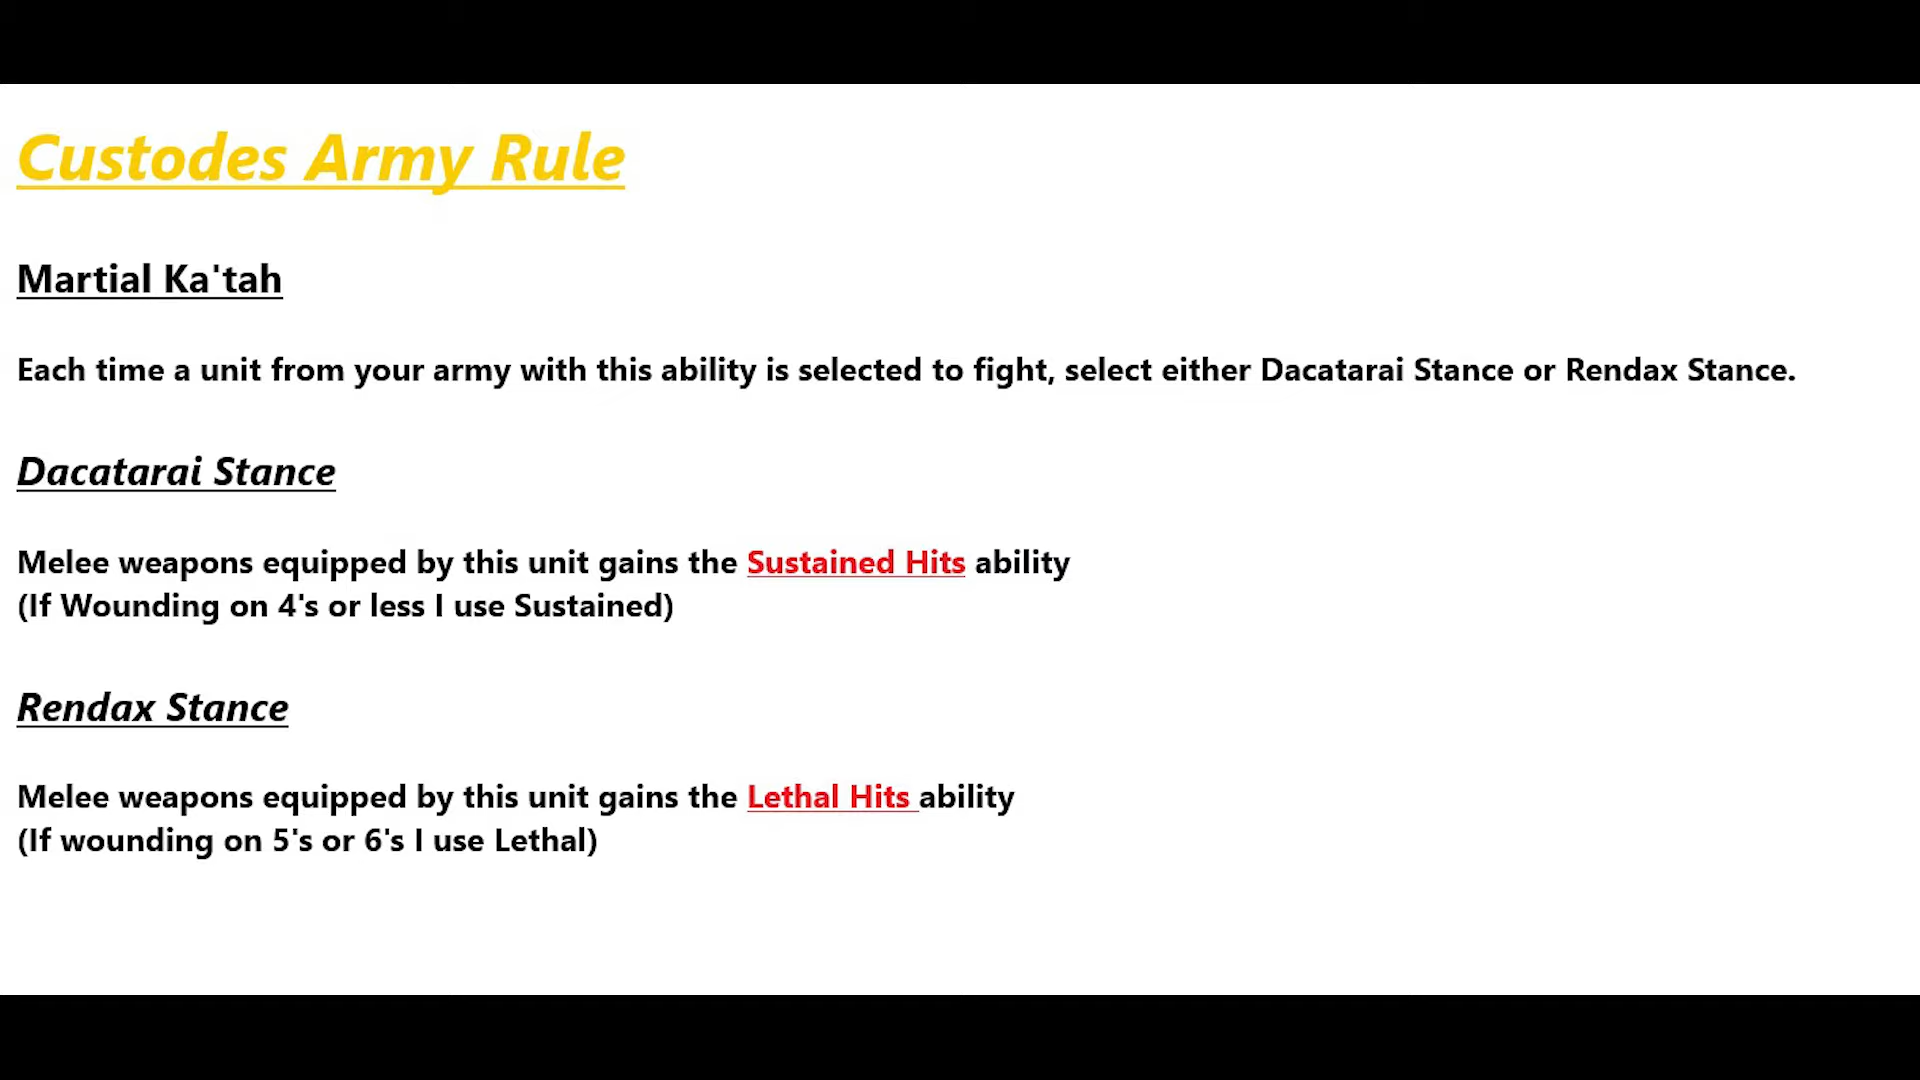 Custodes Army Rule
Martial Ka'tah
Each time a unit from your army with this ability is selected to fight, select either Dacatarai Stance or Rendax Stance.
Dacatarai Stance
Melee weapons equipped by this unit gains the Sustained Hits ability
(If Wounding on 4's or less I use Sustained)
Rendax Stance
Melee weapons equipped by this unit gains the Lethal Hits ability
(If wounding on 5's or 6's I use Lethal)